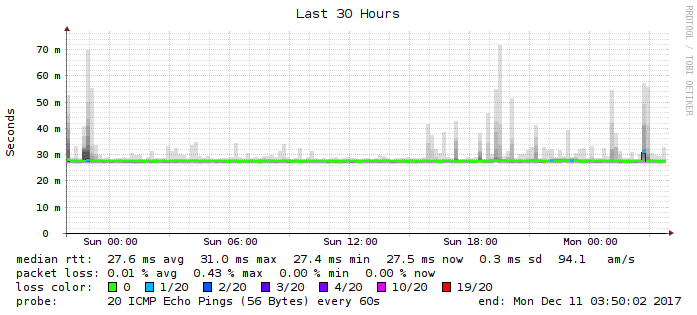 Last 30 Hours
RRDTOOL / TOBI OETIKER
Seconds
70 m
60 m
50 m
40 m
30 m
20 m
10 m
0
Sun 00:00 Sun 06:00 Sun 12:00 Sun 18:00 Mon 00:00
median rtt: 27.6 ms avg 31.0 ms max 27.4 ms min 27.5 ms now 0.3 ms sd 94.1 am/s
packet loss: 0.01 % avg 0.43 % max 0.00 % min 0.00 % now
loss color: 0 1/20 2/20 3/20 4/20 10/20 19/20
probe: 20 ICMP Echo Pings (56 Bytes) every 60s end: Mon Dec 11 03:50:02 2017